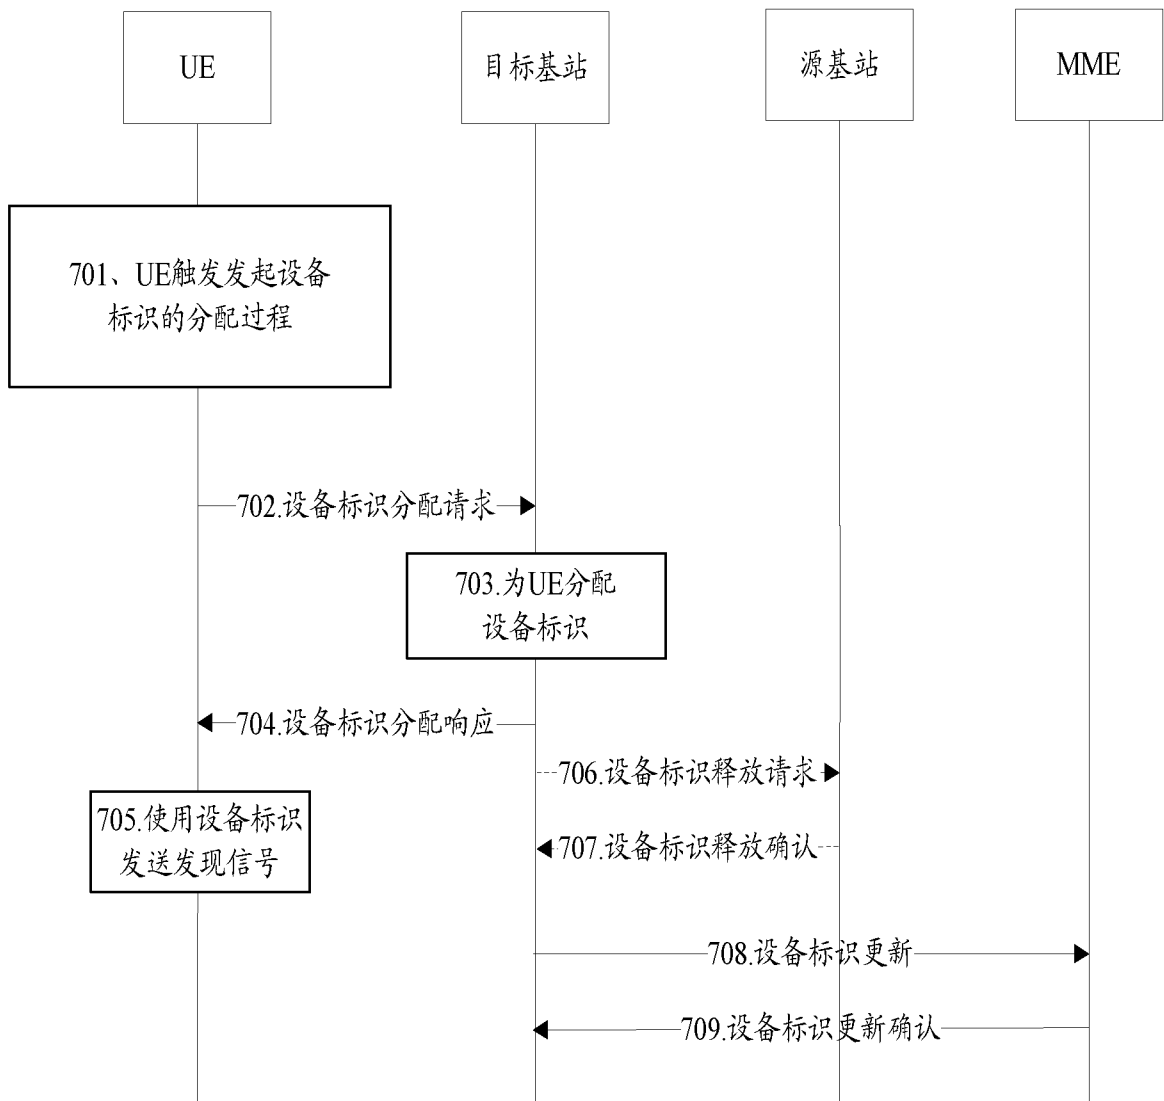 UE
目标基站
源基站
MME
701、UE触发发起设备
标识的分配过程
702.设备标识分配请求
703.为UE分配
设备标识
704.设备标识分配响应
706.设备标识释放请求
705.使用设备标识
发送发现信号
707.设备标识释放确认
708.设备标识更新
709.设备标识更新确认